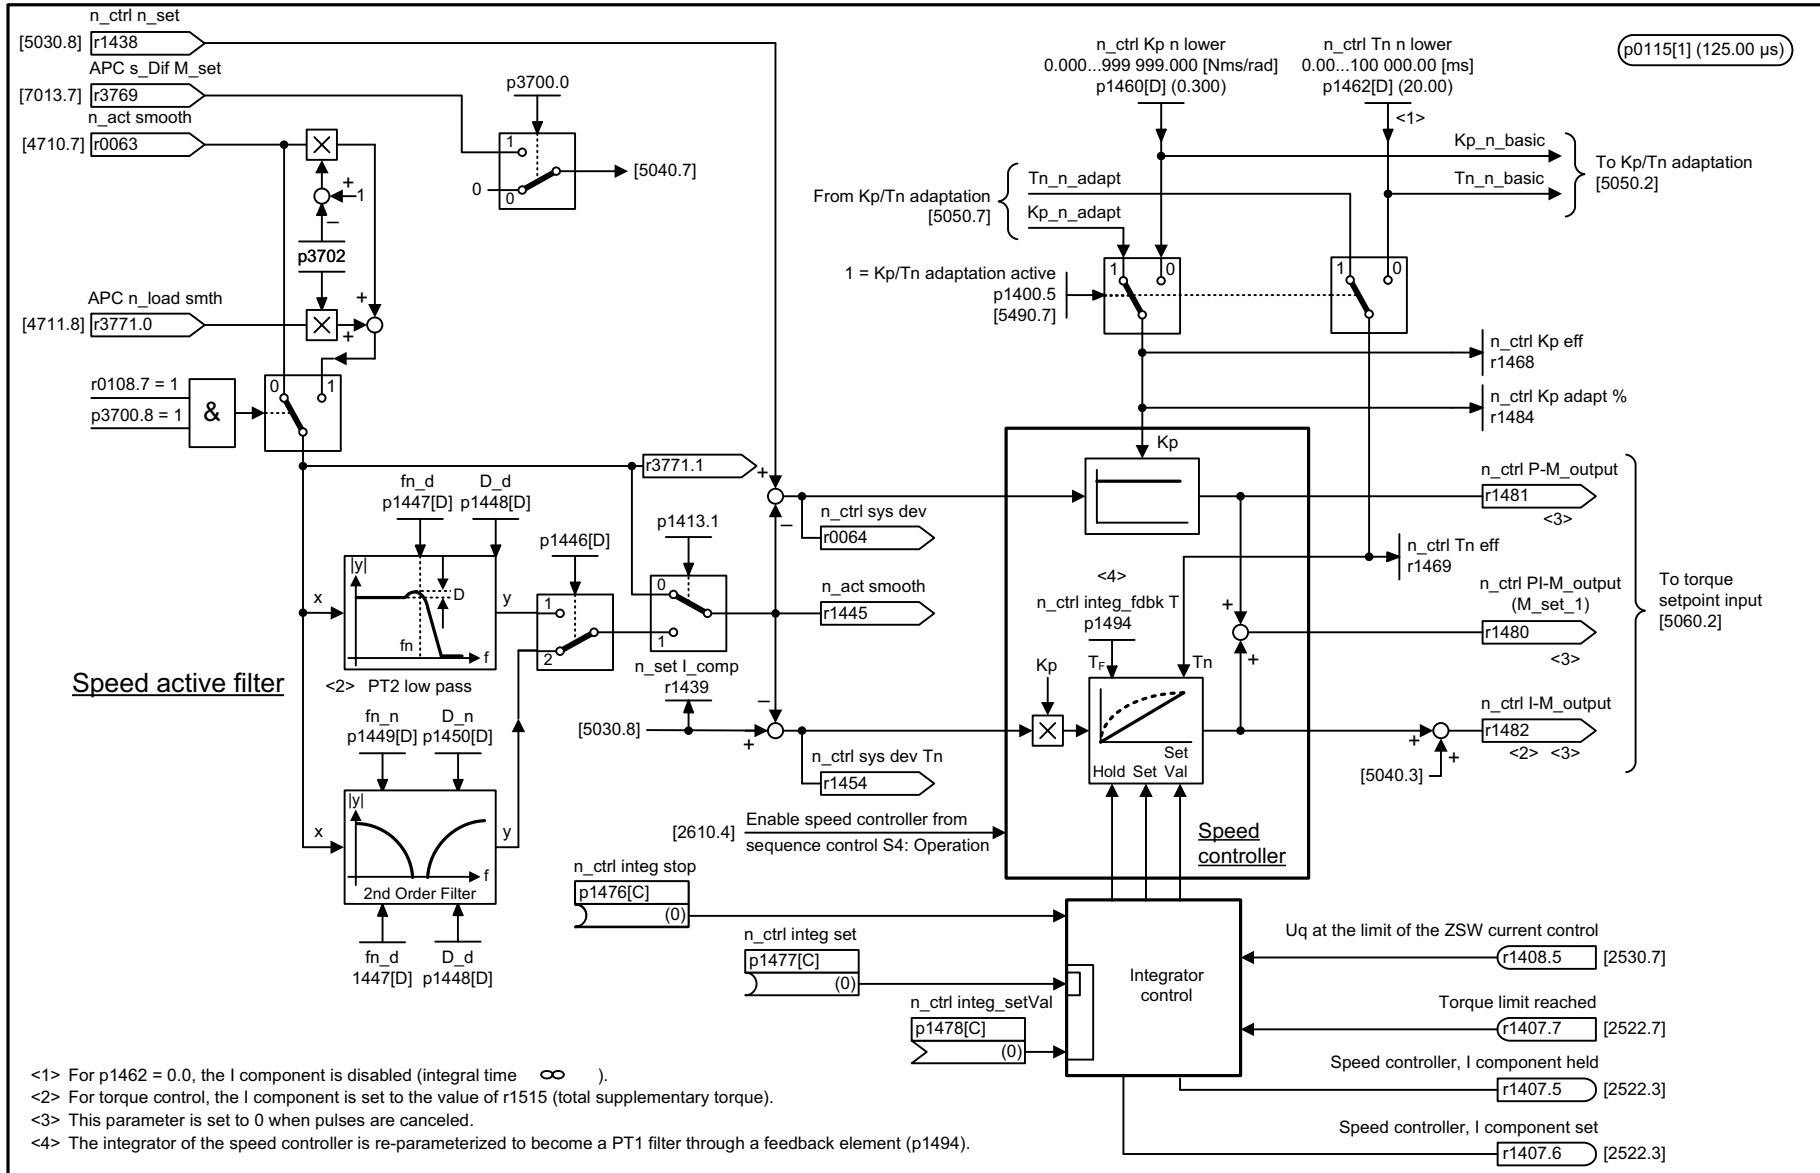 n_ctrl n_set
[5030.8] r1438
APC s_Dif M_set
[7013.7] r3769
n_act smooth
[4710.7] r0063
+
1
–
p3702
APC n_load smth
[4711.8] r3771.0
+
+
r0108.7 = 1
p3700.8 = 1
&
0 1
p3700.0
1
0
0
[5040.7]
n_ctrl Kp n lower
0.000...999 999.000 [Nms/rad]
p1460[D] (0.300)
n_ctrl Tn n lower
0.00...100 000.00 [ms]
p1462[D] (20.00)
<1>
p0115[1] (125.00 µs)
Kp_n_basic
Tn_n_basic
To Kp/Tn adaptation
[5050.2]
From Kp/Tn adaptation
[5050.7]
Tn_n_adapt
Kp_n_adapt
1 = Kp/Tn adaptation active
p1400.5
[5490.7]
1 0
1 0
n_ctrl Kp eff
r1468
n_ctrl Kp adapt %
r1484
r3771.1
+
–
fn_d
p1447[D]
D_d
p1448[D]
|y|
D
fn
f
x
y
<2> PT2 low pass
Speed active filter
p1446[D]
1
2
p1413.1
0
1
n_ctrl sys dev
r0064
n_act smooth
r1445
n_set I_comp
r1439
[5030.8]
+
–
n_ctrl sys dev Tn
r1454
fn_n
p1449[D]
D_n
p1450[D]
|y|
f
x
y
2nd Order Filter
fn_d
1447[D]
D_d
p1448[D]
Kp
<4>
n_ctrl integ_fdbk T
p1494
TF
Tn
Kp
Hold Set Set Val
+
+
Speed controller
[2610.4] Enable speed controller from
sequence control S4: Operation
n_ctrl P-M_output
r1481
<3>
n_ctrl Tn eff
r1469
n_ctrl PI-M_output
(M_set_1)
r1480
<3>
n_ctrl I-M_output
r1482
<2> <3>
+
+
[5040.3]
To torque
setpoint input
[5060.2]
n_ctrl integ stop
p1476[C]
(0)
n_ctrl integ set
p1477[C]
(0)
n_ctrl integ_setVal
p1478[C]
(0)
Integrator
control
Uq at the limit of the ZSW current control
r1408.5 [2530.7]
Torque limit reached
r1407.7 [2522.7]
Speed controller, I component held
r1407.5 [2522.3]
Speed controller, I component set
r1407.6 [2522.3]
<1> For p1462 = 0.0, the I component is disabled (integral time ∞ ).
<2> For torque control, the I component is set to the value of r1515 (total supplementary torque).
<3> This parameter is set to 0 when pulses are canceled.
<4> The integrator of the speed controller is re-parameterized to become a PT1 filter through a feedback element (p1494).